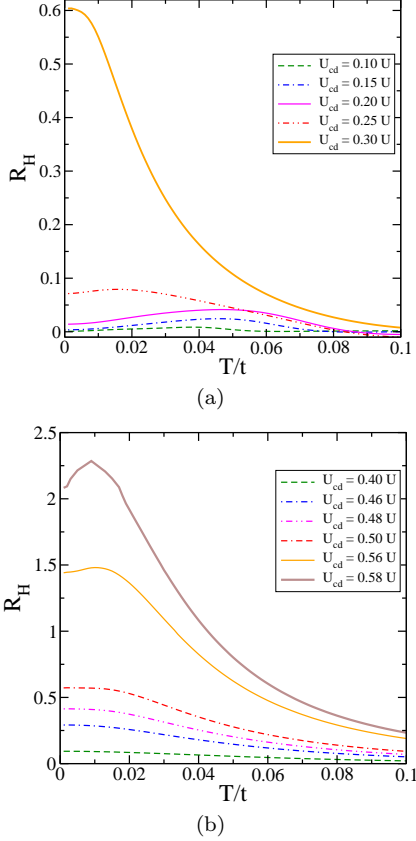 0.6
0.5
0.4
0.3
0.2
0.1
0
R_H
U_cd = 0.10 U
U_cd = 0.15 U
U_cd = 0.20 U
U_cd = 0.25 U
U_cd = 0.30 U
0 0.02 0.04 0.06 0.08 0.1
T/t
(a)
2.5
2
1.5
1
0.5
0
R_H
U_cd = 0.40 U
U_cd = 0.46 U
U_cd = 0.48 U
U_cd = 0.50 U
U_cd = 0.56 U
U_cd = 0.58 U
0 0.02 0.04 0.06 0.08 0.1
T/t
(b)